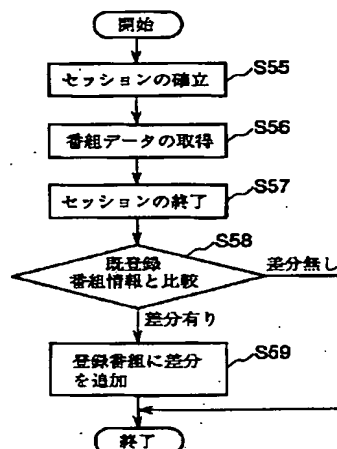 開始
セッションの確立
S55
番組データの取得
S56
セッションの終了
S57
既登録
番組情報と比較
S58
差分無し
差分有り
登録番組に差分
を追加
S59
終了